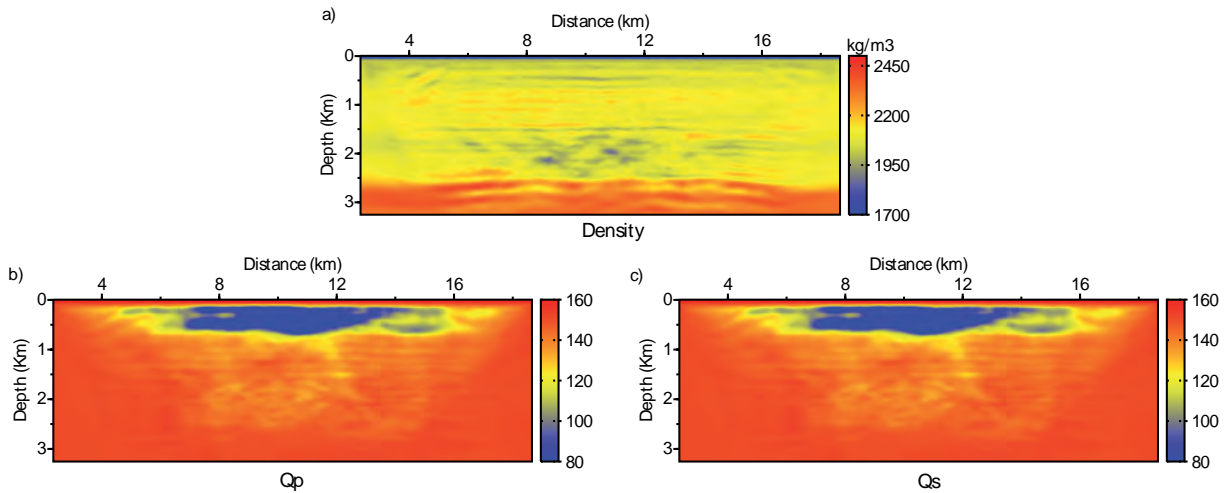 a)
Distance (km)
4 8 12 16
kg/m3
0
1
2
3
Depth (Km)
2450
2200
1950
1700
Density
b)
Distance (km)
4 8 12 16
0
1
2
3
Depth (Km)
160
140
120
100
80
Qp
c)
Distance (km)
4 8 12 16
0
1
2
3
Depth (Km)
160
140
120
100
80
Qs